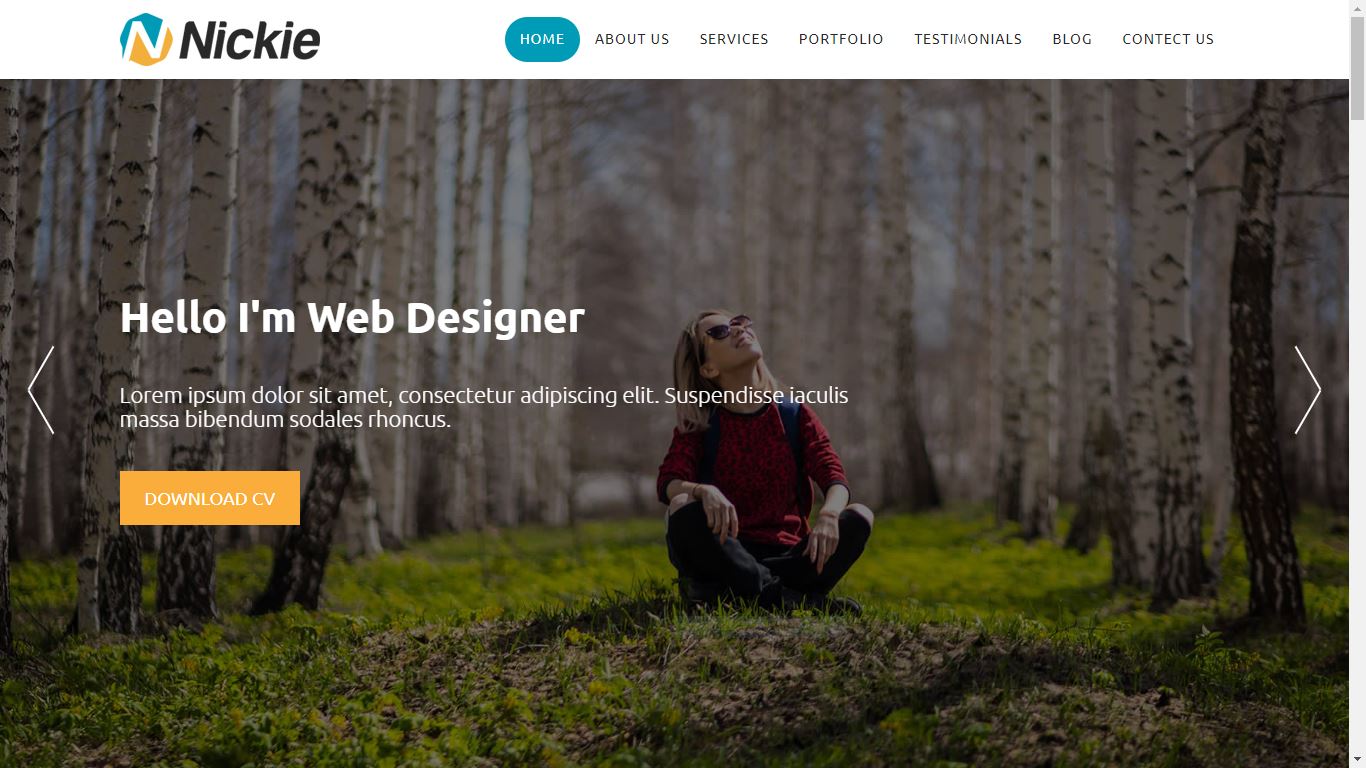 Nickie
HOME ABOUT US SERVICES PORTFOLIO TESTIMONIALS BLOG CONTECT US
Hello I'm Web Designer
Lorem ipsum dolor sit amet, consectetur adipiscing elit. Suspendisse iaculis
massa bibendum sodales rhoncus.
DOWNLOAD CV